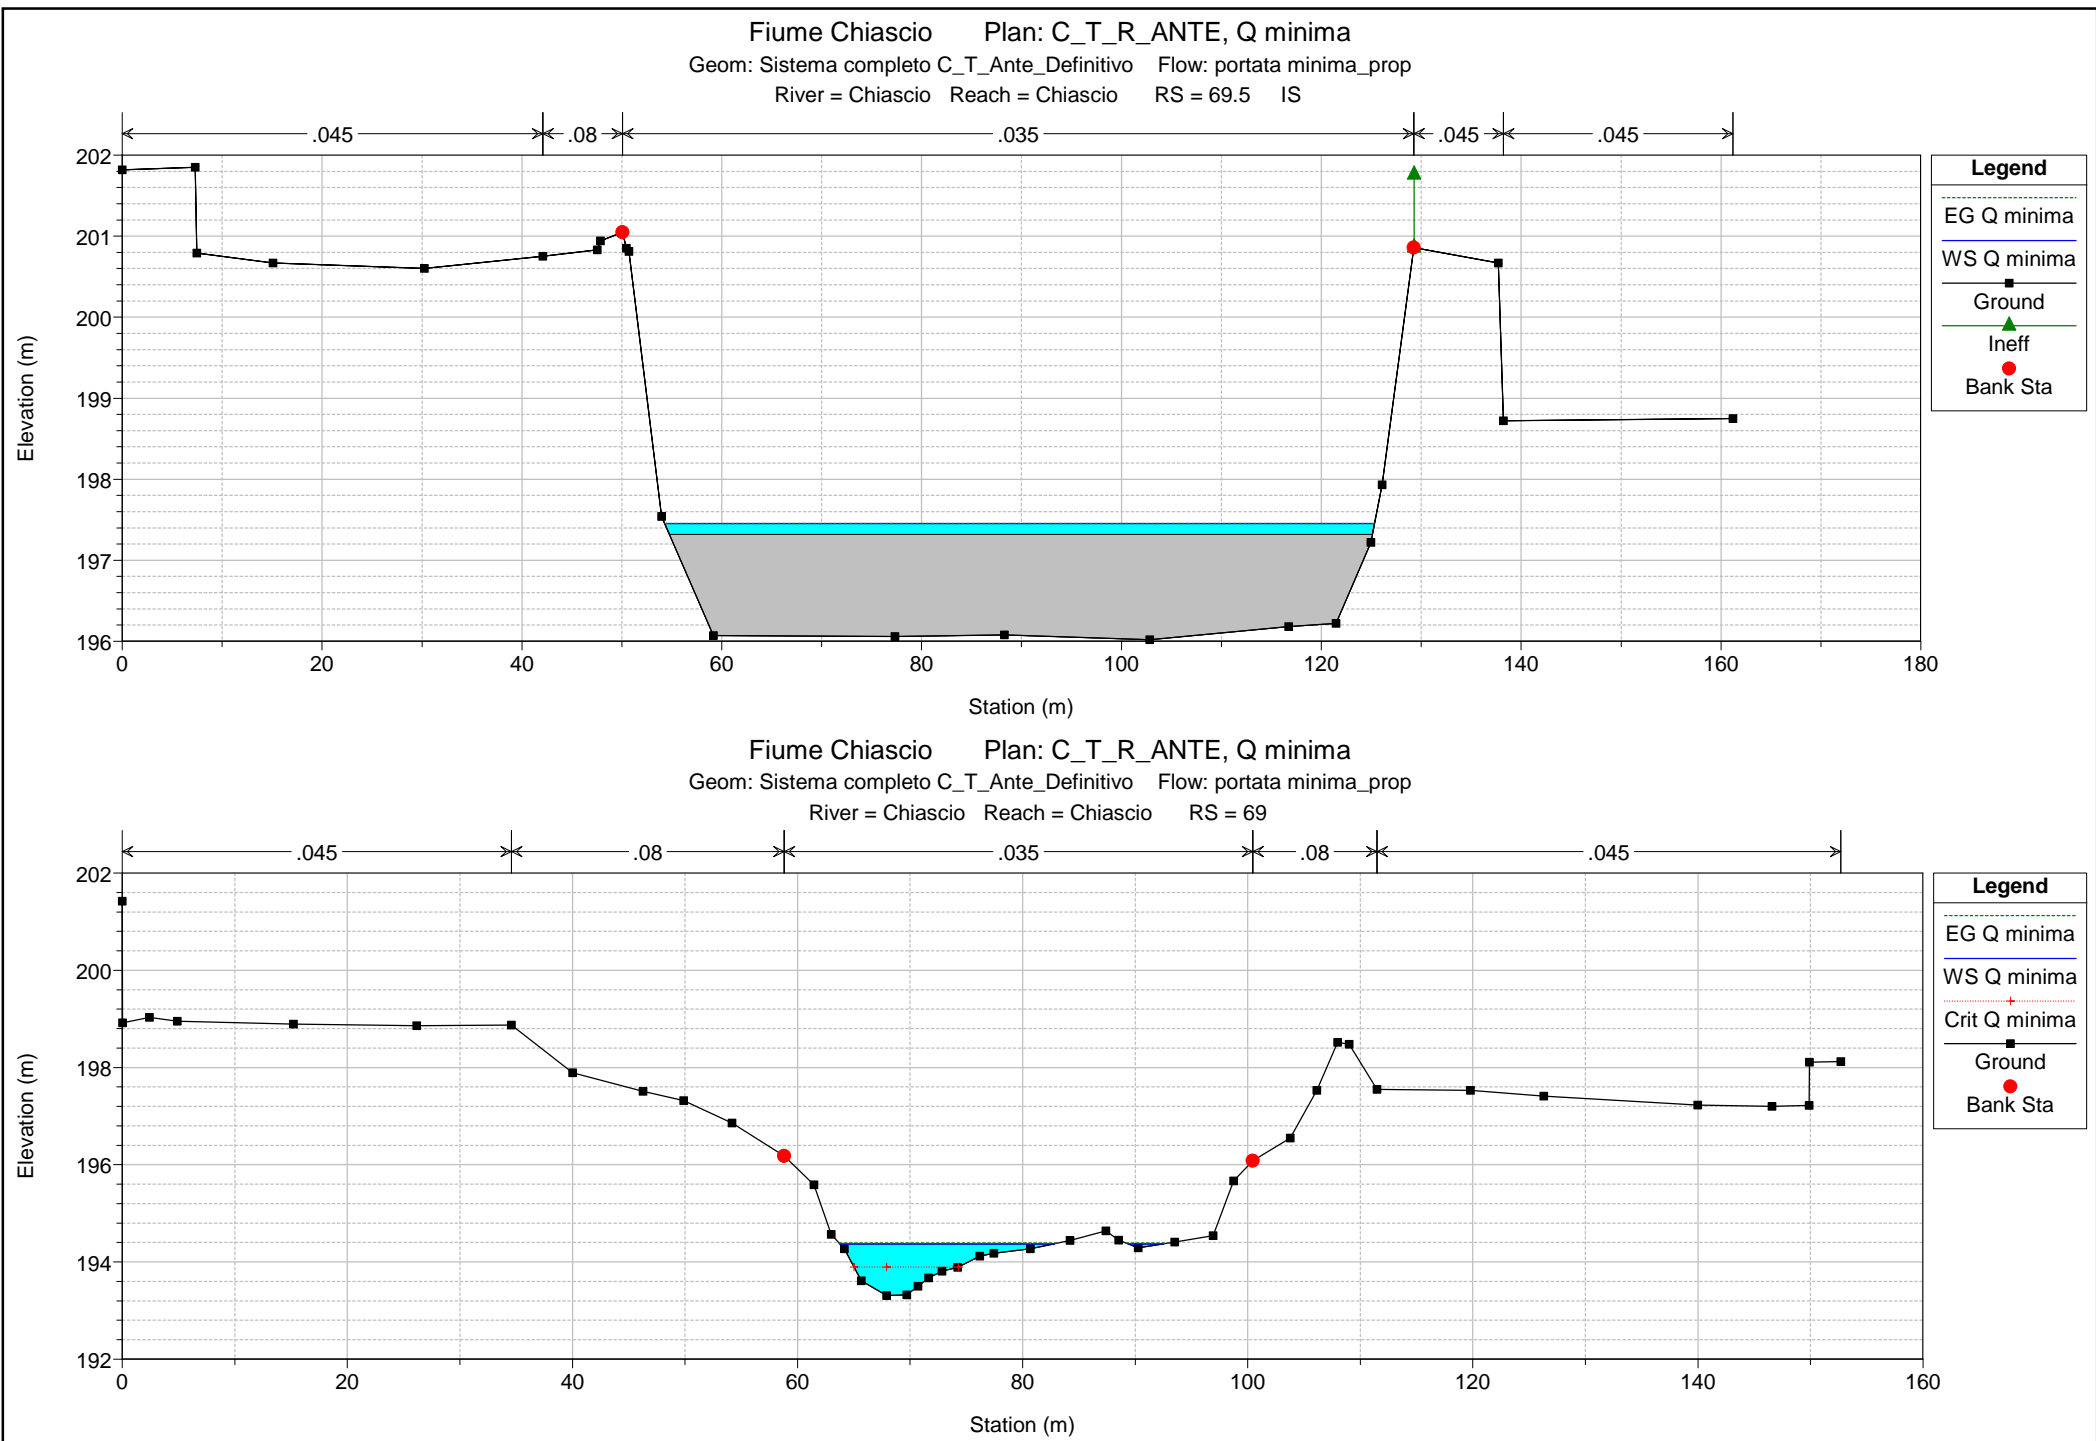 Fiume Chiascio Plan: C_T_R_ANTE, Q minima
Geom: Sistema completo C_T_Ante_Definitivo Flow: portata minima_prop
River = Chiascio Reach = Chiascio RS = 69.5 IS
.045 .08 .035 .045 .045
202
201
200
199
198
197
196
Elevation (m)
0 20 40 60 80 100 120 140 160 180
Station (m)
Legend
EG Q minima
WS Q minima
Ground
Ineff
Bank Sta
Fiume Chiascio Plan: C_T_R_ANTE, Q minima
Geom: Sistema completo C_T_Ante_Definitivo Flow: portata minima_prop
River = Chiascio Reach = Chiascio RS = 69
.045 .08 .035 .08 .045
202
200
198
196
194
192
Elevation (m)
0 20 40 60 80 100 120 140 160
Station (m)
Legend
EG Q minima
WS Q minima
Crit Q minima
Ground
Bank Sta